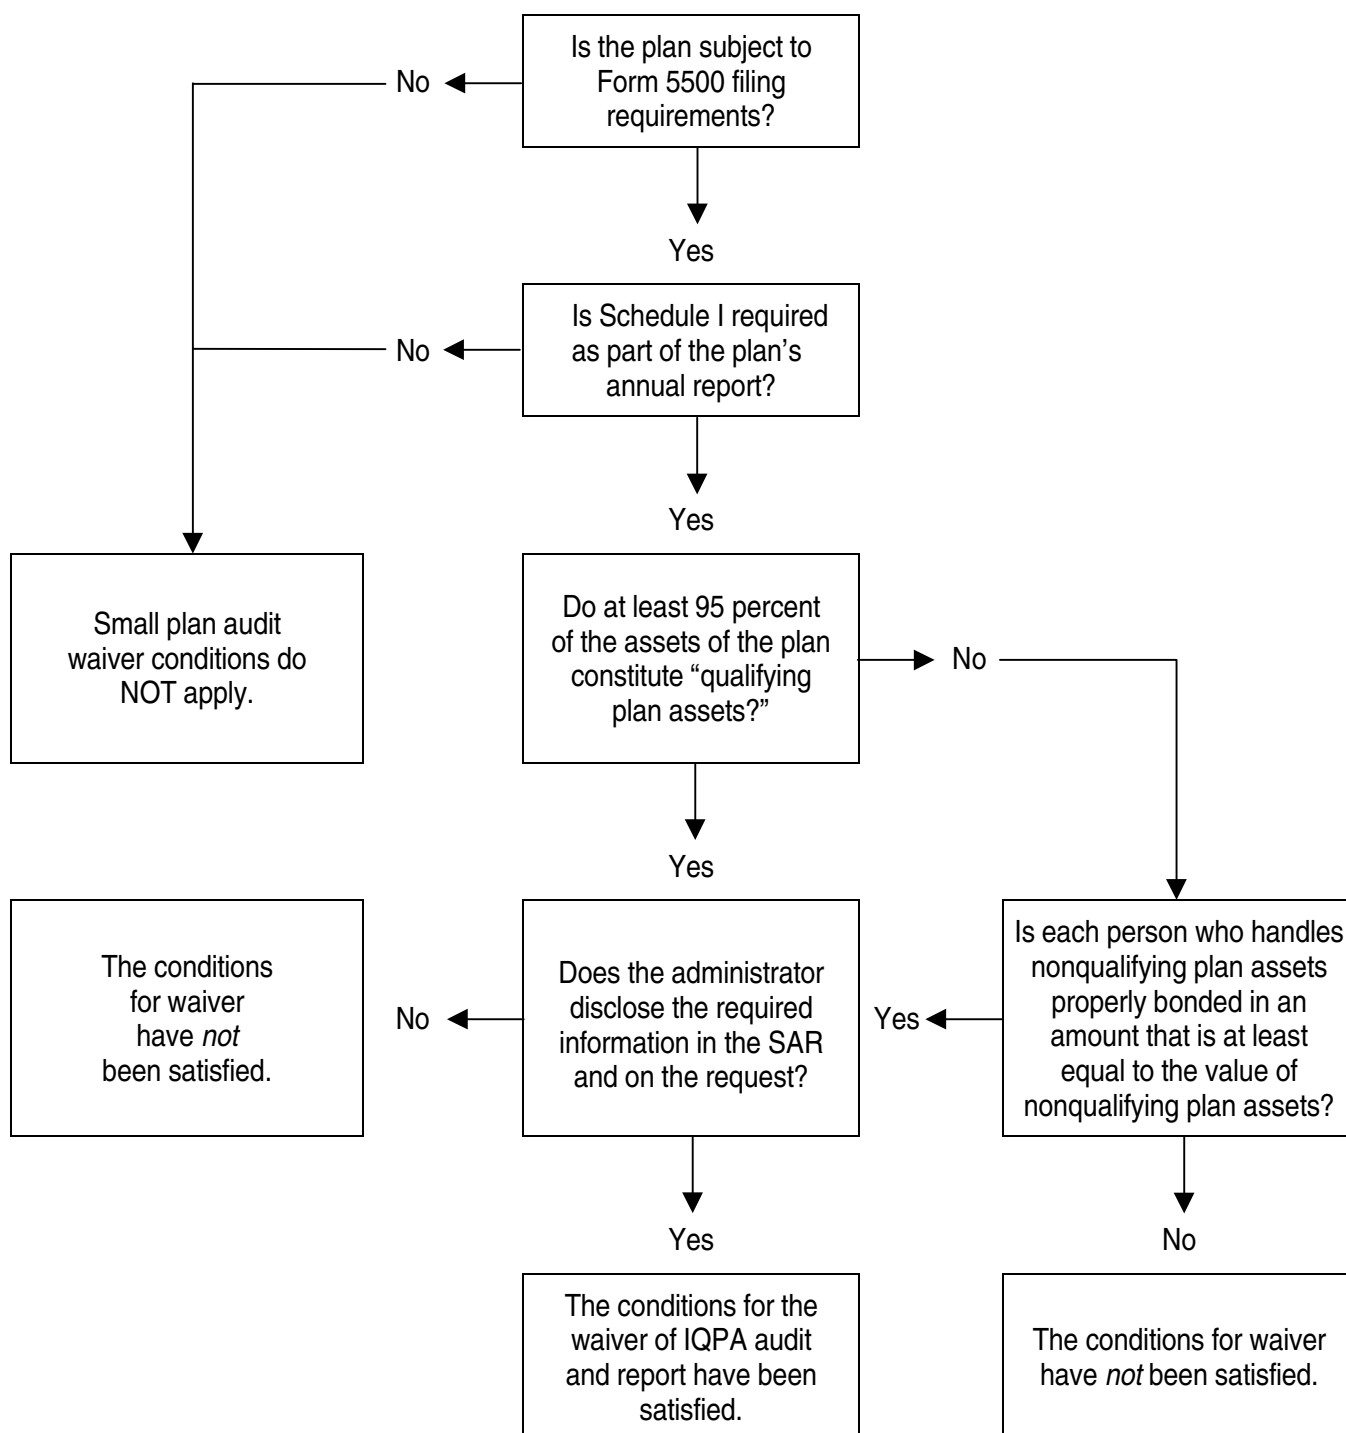 Is the plan subject to
Form 5500 filing
requirements?
No
Yes
Is Schedule I required
as part of the plan’s
annual report?
No
Yes
Small plan audit
waiver conditions do
NOT apply.
Do at least 95 percent
of the assets of the plan
constitute “qualifying
plan assets?”
No
Yes
The conditions
for waiver
have not
been satisfied.
No
Does the administrator
disclose the required
information in the SAR
and on the request?
Yes
Is each person who handles
nonqualifying plan assets
properly bonded in an
amount that is at least
equal to the value of
nonqualifying plan assets?
Yes
No
The conditions for the
waiver of IQPA audit
and report have been
satisfied.
The conditions for waiver
have not been satisfied.